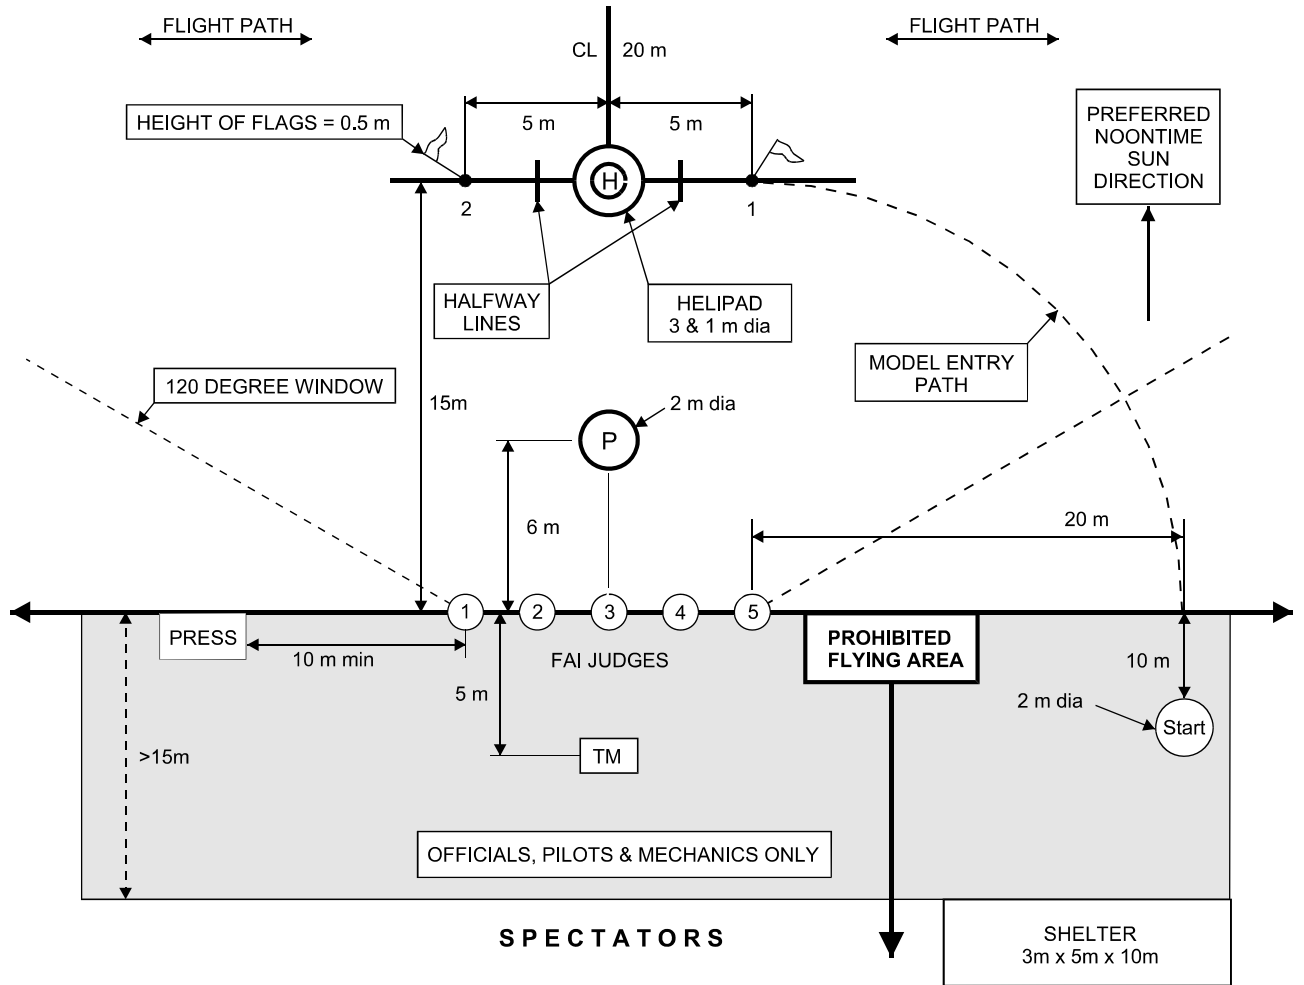 FLIGHT PATH
FLIGHT PATH
CL
20 m
HEIGHT OF FLAGS = 0.5 m
5 m
5 m
PREFERRED
NOONTIME
SUN
DIRECTION
H
2
1
HALFWAY
LINES
HELIPAD
3 & 1 m dia
MODEL ENTRY
PATH
120 DEGREE WINDOW
15m
2 m dia
P
6 m
20 m
1
2
3
4
5
PRESS
10 m min
FAI JUDGES
PROHIBITED
FLYING AREA
10 m
5 m
2 m dia
Start
>15m
TM
OFFICIALS, PILOTS & MECHANICS ONLY
SPECTATORS
SHELTER
3m x 5m x 10m